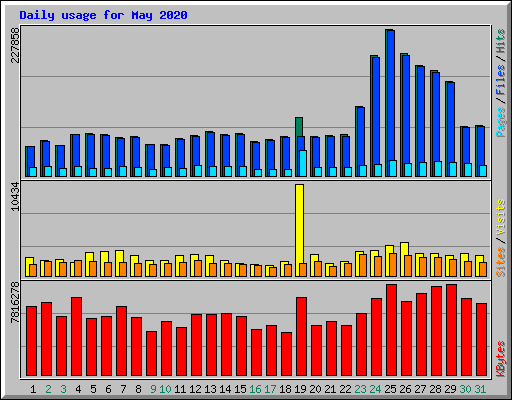 Daily usage for May 2020
227858
Pages / Files / Hits
10434
Sites / Visits
7816278
KBytes
1 2 3 4 5 6 7 8 9 10 11 12 13 14 15 16 17 18 19 20 21 22 23 24 25 26 27 28 29 30 31